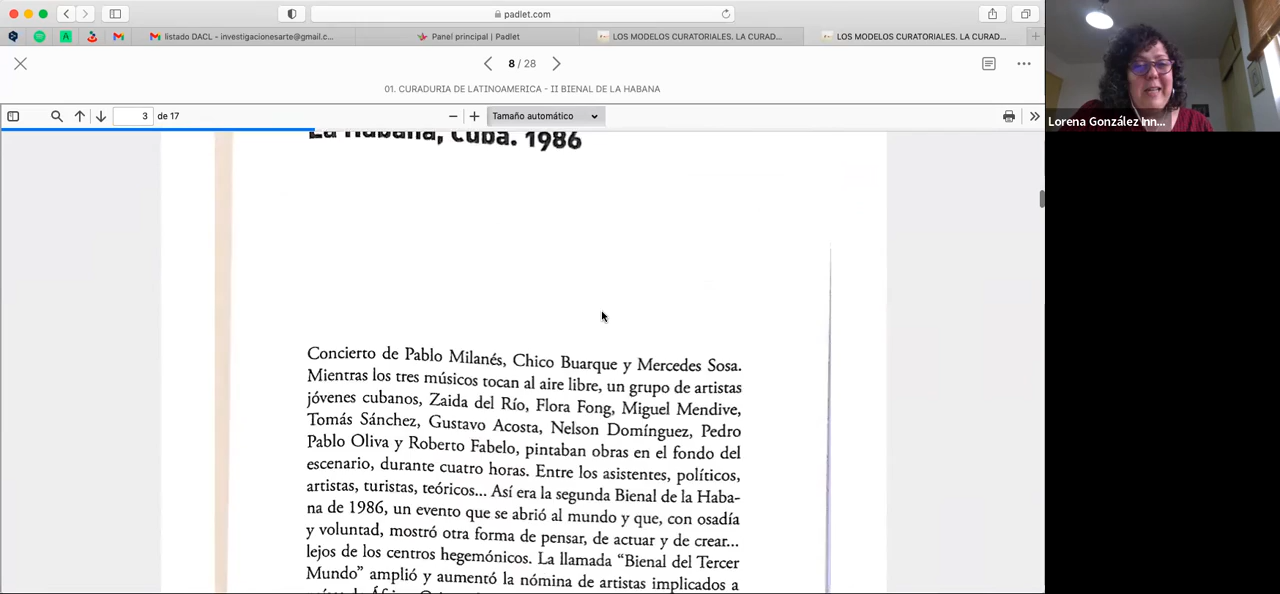 padlet.com
listado DACL - investigacionesarte@gmail.c...
Panel principal | Padlet
LOS MODELOS CURATORIALES. LA CURAD...
LOS MODELOS CURATORIALES. LA CURAD...
8 / 28
01. CURADURIA DE LATINOAMERICA - II BIENAL DE LA HABANA
3 de 17
Tamaño automático
Lorena González Inn...
La Habana, Cuba. 1986
Concierto de Pablo Milanés, Chico Buarque y Mercedes Sosa.
Mientras los tres músicos tocan al aire libre, un grupo de artistas
jóvenes cubanos, Zaida del Río, Flora Fong, Miguel Mendive,
Tomás Sánchez, Gustavo Acosta, Nelson Domínguez, Pedro
Pablo Oliva y Roberto Fabelo, pintaban obras en el fondo del
escenario, durante cuatro horas. Entre los asistentes, políticos,
artistas, turistas, teóricos... Así era la segunda Bienal de la Haba-
na de 1986, un evento que se abrió al mundo y que, con osadía
y voluntad, mostró otra forma de pensar, de actuar y de crear...
lejos de los centros hegemónicos. La llamada “Bienal del Tercer
Mundo” amplió y aumentó la nómina de artistas implicados a